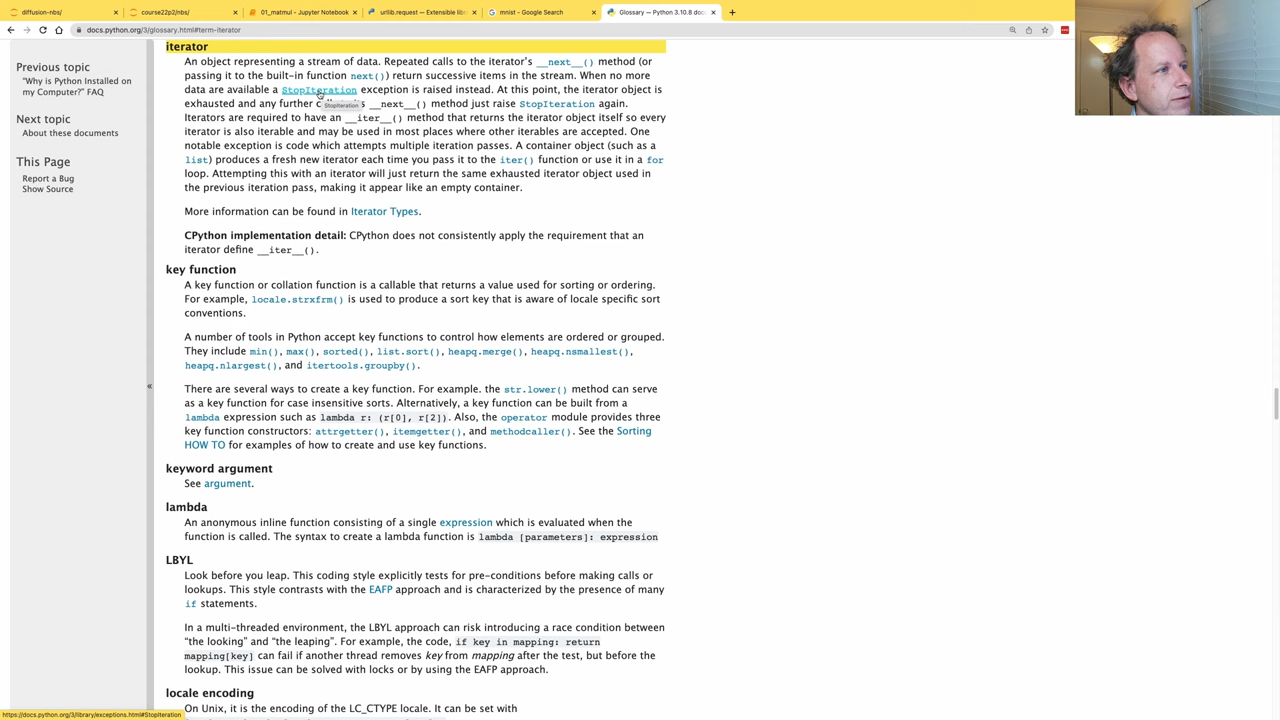 diffusion-nbs/
course22p2/nbs/
01_matmul - Jupyter Notebook
urllib.request — Extensible lib
mnist - Google Search
Glossary — Python 3.10.8 doc
docs.python.org/3/glossary.html#term-iterator
Previous topic
"Why is Python Installed on
my Computer?" FAQ
Next topic
About these documents
This Page
Report a Bug
Show Source
«
iterator
An object representing a stream of data. Repeated calls to the iterator's __next__() method (or
passing it to the built-in function next()) return successive items in the stream. When no more
data are available a StopIteration exception is raised instead. At this point, the iterator object is
exhausted and any further __next__() method just raise StopIteration again.
StopIteration
Iterators are required to have an __iter__() method that returns the iterator object itself so every
iterator is also iterable and may be used in most places where other iterables are accepted. One
notable exception is code which attempts multiple iteration passes. A container object (such as a
list) produces a fresh new iterator each time you pass it to the iter() function or use it in a for
loop. Attempting this with an iterator will just return the same exhausted iterator object used in
the previous iteration pass, making it appear like an empty container.
More information can be found in Iterator Types.
CPython implementation detail: CPython does not consistently apply the requirement that an
iterator define __iter__().
key function
A key function or collation function is a callable that returns a value used for sorting or ordering.
For example, locale.strxfrm() is used to produce a sort key that is aware of locale specific sort
conventions.
A number of tools in Python accept key functions to control how elements are ordered or grouped.
They include min(), max(), sorted(), list.sort(), heapq.merge(), heapq.nsmallest(),
heapq.nlargest(), and itertools.groupby().
There are several ways to create a key function. For example. the str.lower() method can serve
as a key function for case insensitive sorts. Alternatively, a key function can be built from a
lambda expression such as lambda r: (r[0], r[2]). Also, the operator module provides three
key function constructors: attrgetter(), itemgetter(), and methodcaller(). See the Sorting
HOW TO for examples of how to create and use key functions.
keyword argument
See argument.
lambda
An anonymous inline function consisting of a single expression which is evaluated when the
function is called. The syntax to create a lambda function is lambda [parameters]: expression
LBYL
Look before you leap. This coding style explicitly tests for pre-conditions before making calls or
lookups. This style contrasts with the EAFP approach and is characterized by the presence of many
if statements.
In a multi-threaded environment, the LBYL approach can risk introducing a race condition between
"the looking" and "the leaping". For example, the code, if key in mapping: return
mapping[key] can fail if another thread removes key from mapping after the test, but before the
lookup. This issue can be solved with locks or by using the EAFP approach.
locale encoding
On Unix, it is the encoding of the LC_CTYPE locale. It can be set with
https://docs.python.org/3/library/exceptions.html#StopIteration